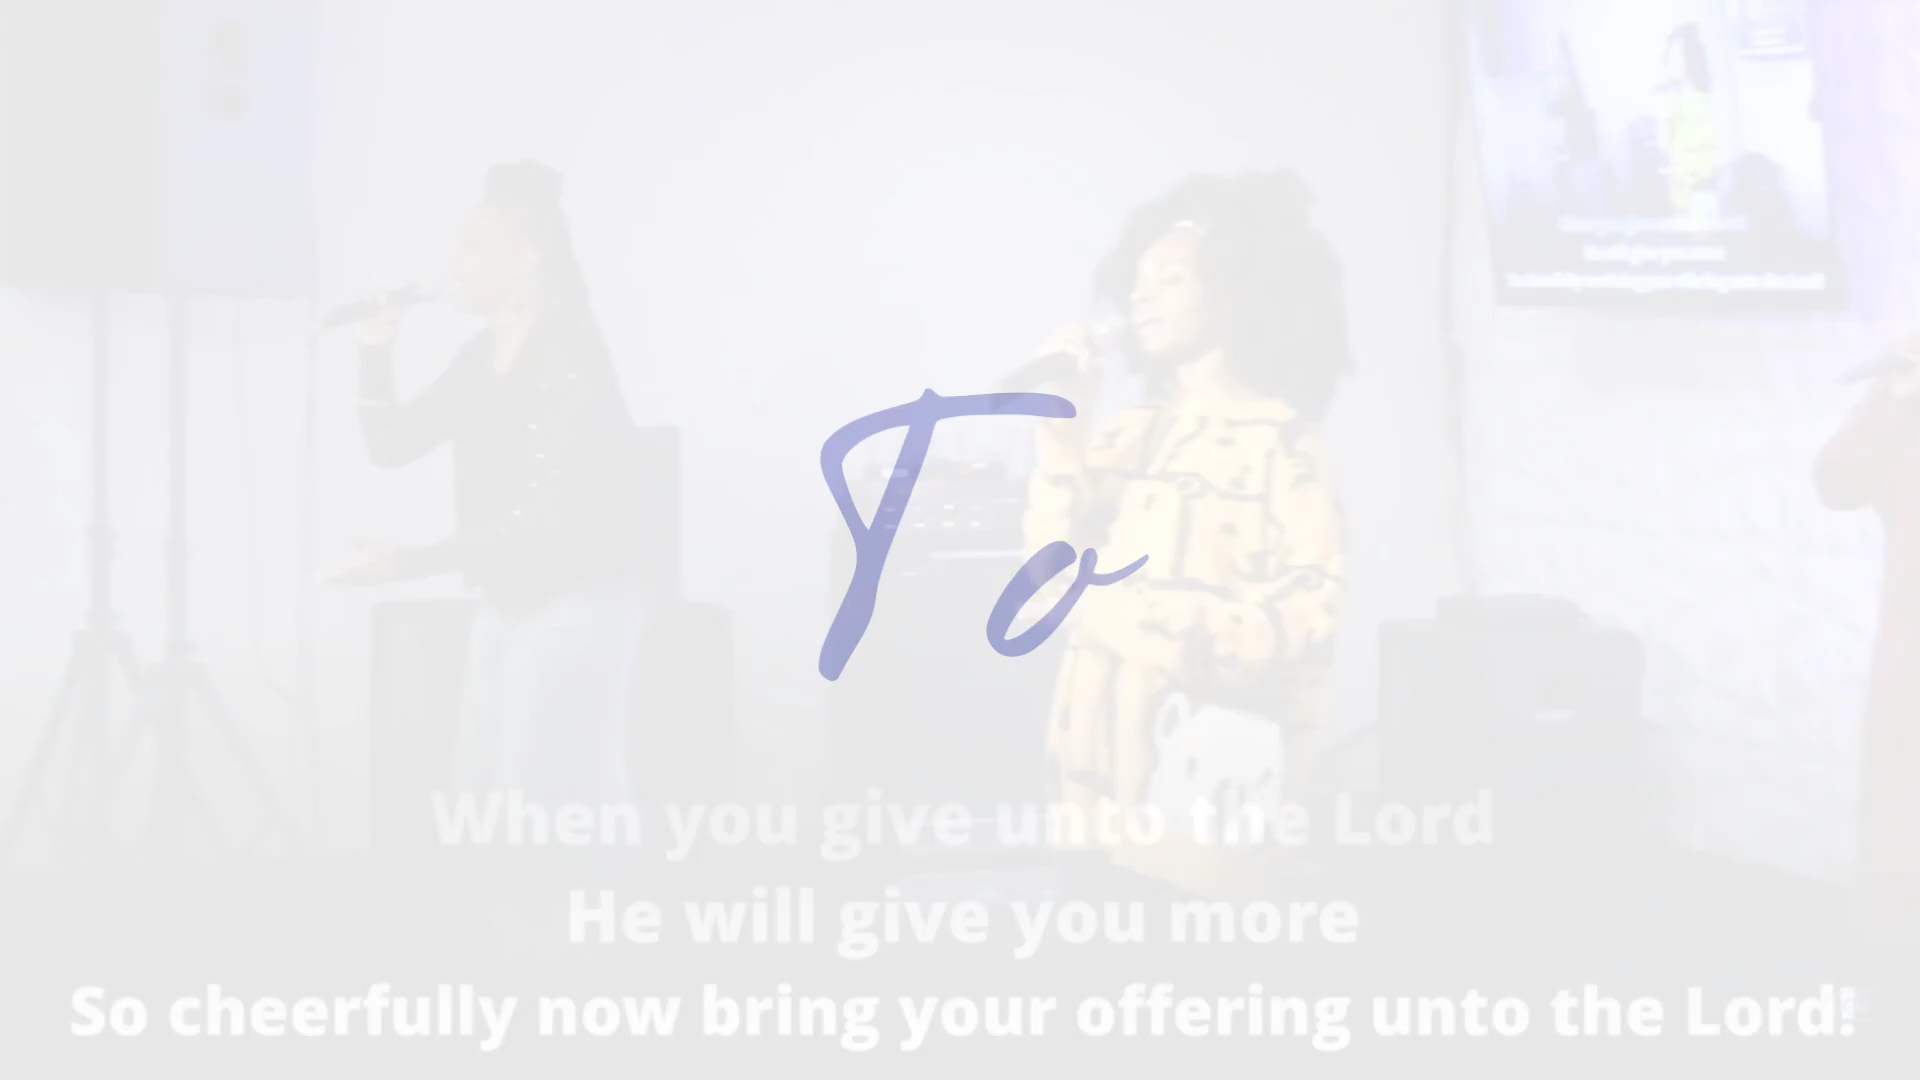 To
When you give unto the Lord
He will give you more
So cheerfully now bring your offering unto the Lord!